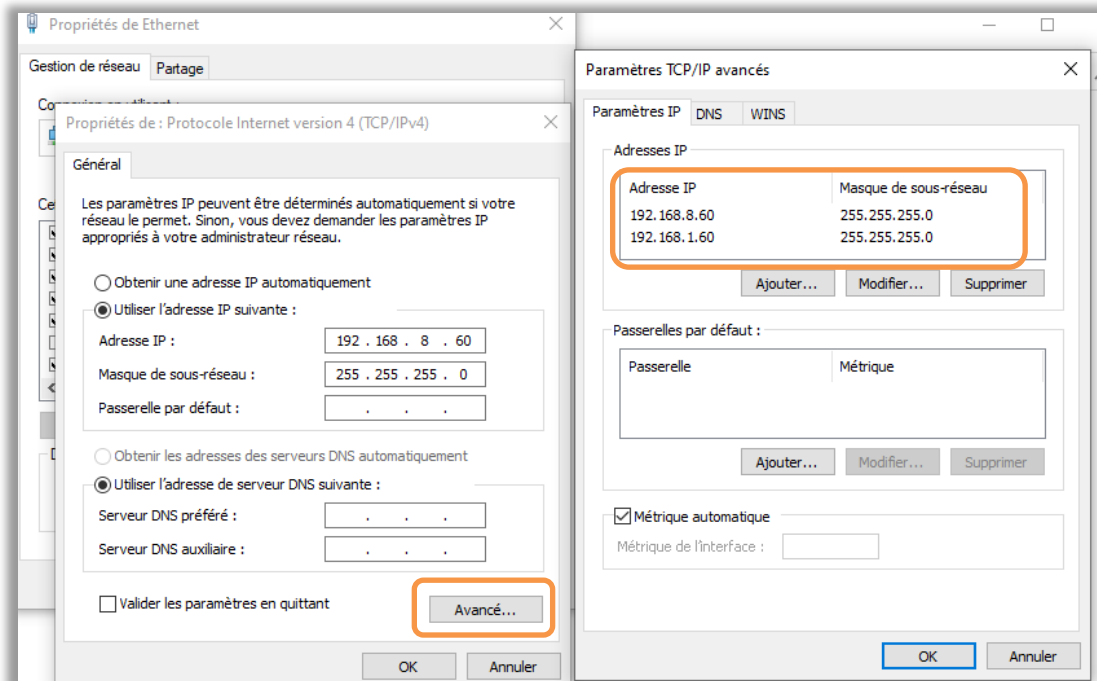 Propriétés de Ethernet
Gestion de réseau
Partage
Propriétés de : Protocole Internet version 4 (TCP/IPv4)
Général
Les paramètres IP peuvent être déterminés automatiquement si votre
réseau le permet. Sinon, vous devez demander les paramètres IP
appropriés à votre administrateur réseau.
Obtenir une adresse IP automatiquement
Utiliser l'adresse IP suivante :
Adresse IP :
192 . 168 . 8 . 60
Masque de sous-réseau :
255 . 255 . 255 . 0
Passerelle par défaut :
. . .
Obtenir les adresses des serveurs DNS automatiquement
Utiliser l'adresse de serveur DNS suivante :
Serveur DNS préféré :
. . .
Serveur DNS auxiliaire :
. . .
Valider les paramètres en quittant
Avancé...
OK
Annuler
Paramètres TCP/IP avancés
Paramètres IP
DNS
WINS
Adresses IP
Adresse IP Masque de sous-réseau
192.168.8.60 255.255.255.0
192.168.1.60 255.255.255.0
Ajouter... Modifier... Supprimer
Passerelles par défaut :
Passerelle Métrique
Ajouter... Modifier... Supprimer
Métrique automatique
Métrique de l'interface :
OK
Annuler